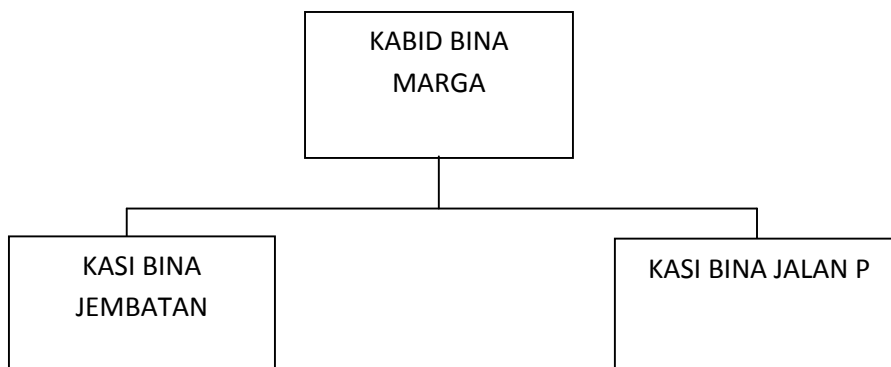 KABID BINA
MARGA
KASI BINA
JEMBATAN
KASI BINA JALAN P